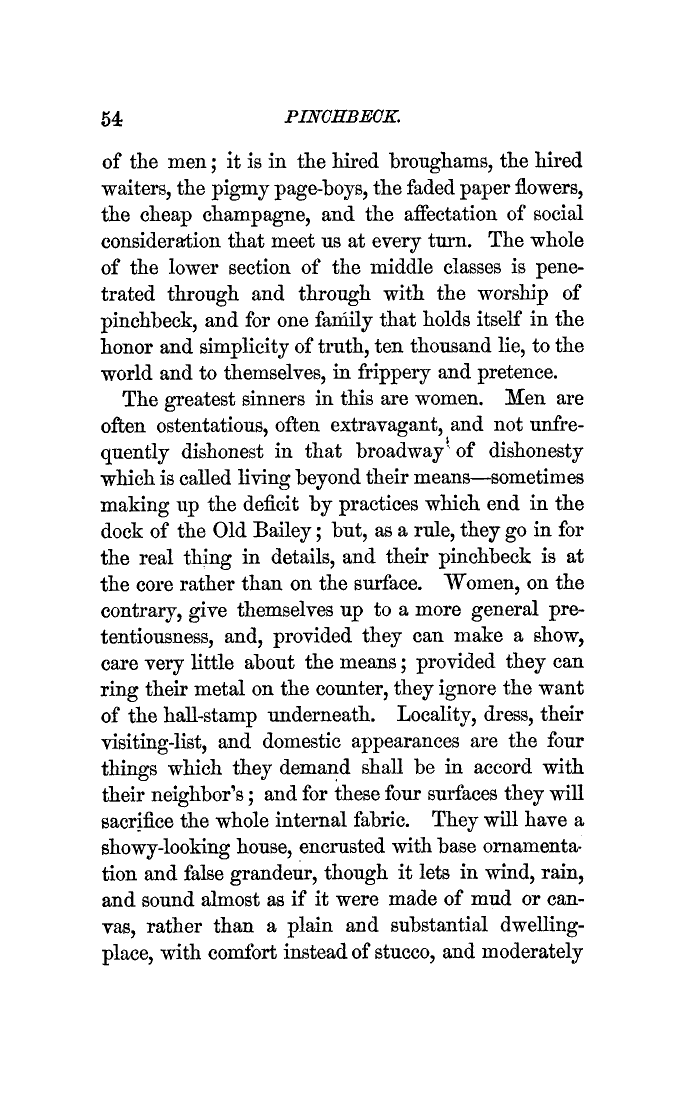 54 PINCHBECK.
of the men; it is in the hired broughams, the hired
waiters, the pigmy page-boys, the faded paper flowers,
the cheap champagne, and the affectation of social
consideration that meet us at every turn. The whole
of the lower section of the middle classes is pene-
trated through and through with the worship of
pinchbeck, and for one family that holds itself in the
honor and simplicity of truth, ten thousand lie, to the
world and to themselves, in frippery and pretence.
The greatest sinners in this are women. Men are
often ostentatious, often extravagant, and not unfre-
quently dishonest in that broadway of dishonesty
which is called living beyond their means—sometimes
making up the deficit by practices which end in the
dock of the Old Bailey; but, as a rule, they go in for
the real thing in details, and their pinchbeck is at
the core rather than on the surface. Women, on the
contrary, give themselves up to a more general pre-
tentiousness, and, provided they can make a show,
care very little about the means; provided they can
ring their metal on the counter, they ignore the want
of the hall-stamp underneath. Locality, dress, their
visiting-list, and domestic appearances are the four
things which they demand shall be in accord with
their neighbor's; and for these four surfaces they will
sacrifice the whole internal fabric. They will have a
showy-looking house, encrusted with base ornamenta-
tion and false grandeur, though it lets in wind, rain,
and sound almost as if it were made of mud or can-
vas, rather than a plain and substantial dwelling-
place, with comfort instead of stucco, and moderately